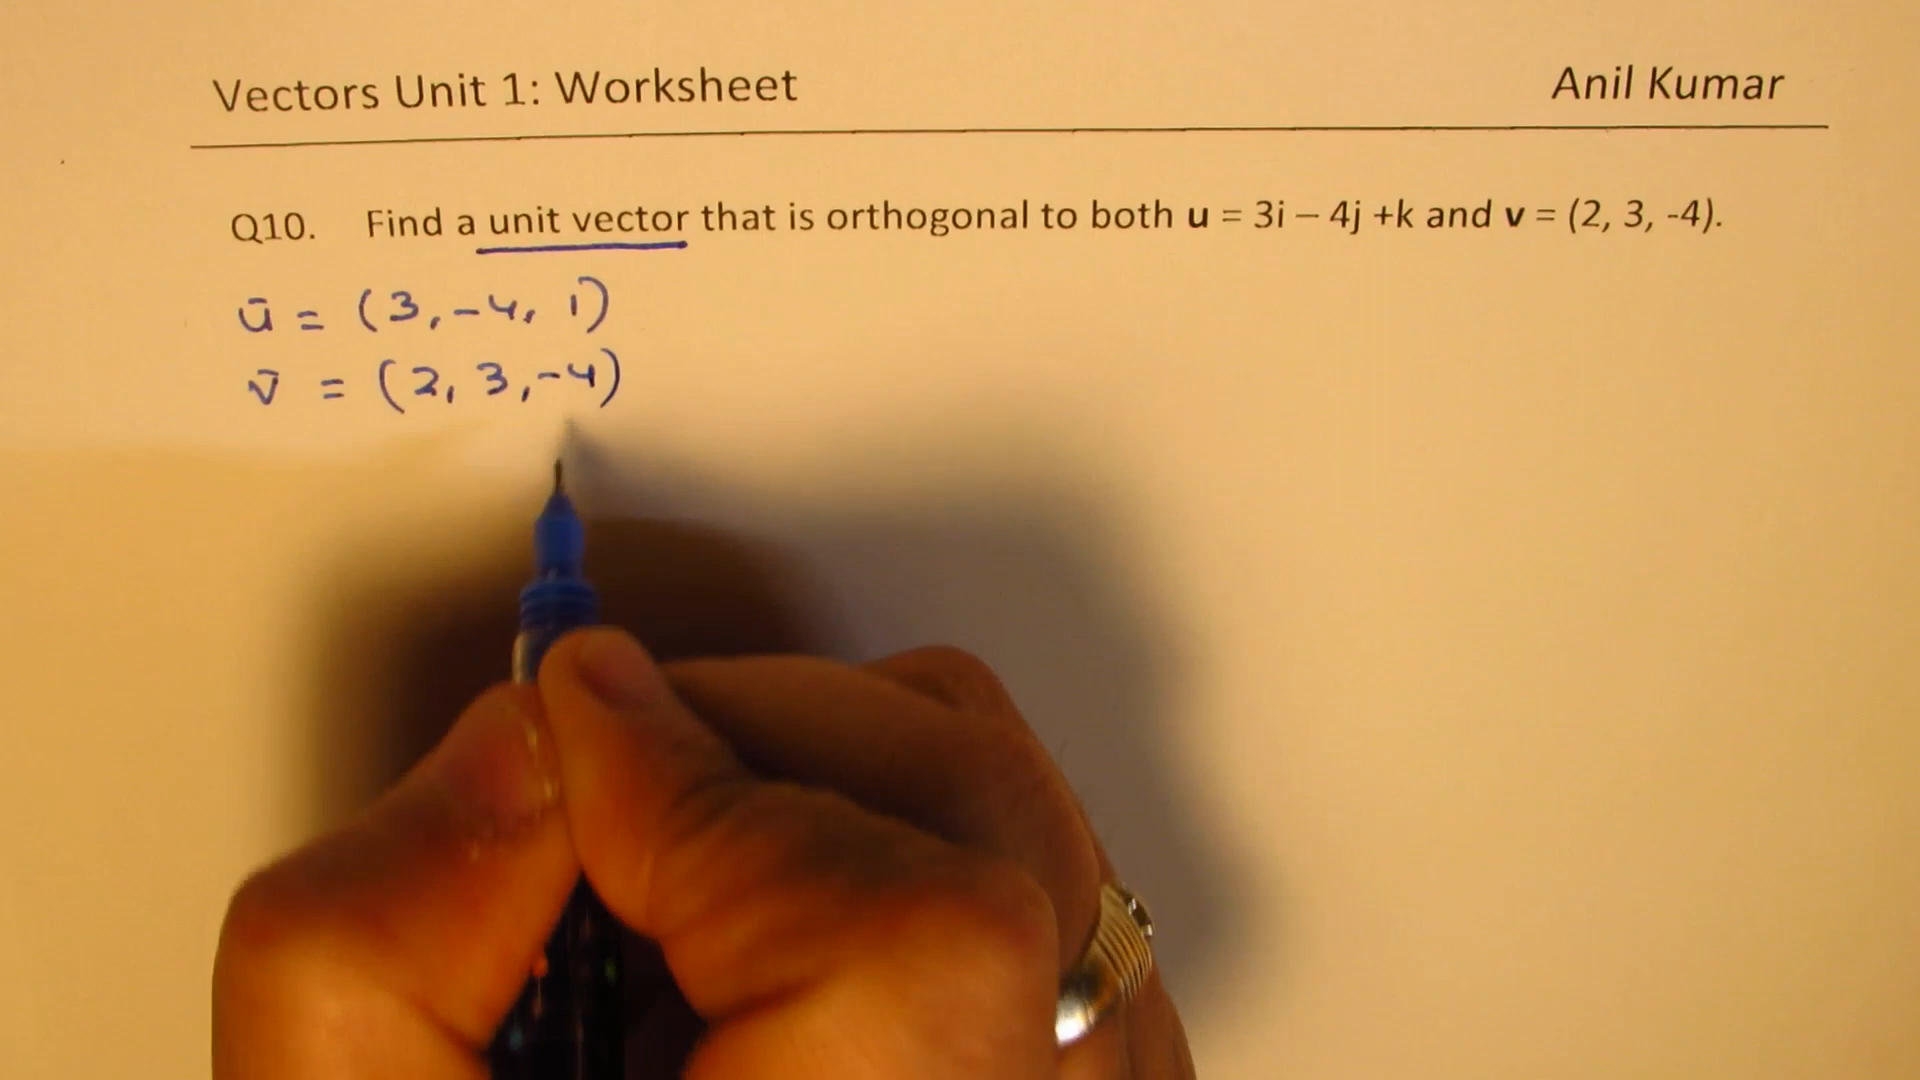 Vectors Unit 1: Worksheet Anil Kumar
Q10. Find a unit vector that is orthogonal to both u = 3i – 4j +k and v = (2, 3, -4).
ū = (3, -4, 1)
v̄ = (2, 3, -4)